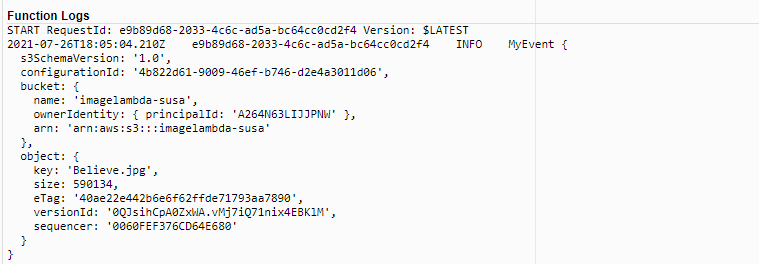 Function Logs
START RequestId: e9b89d68-2033-4c6c-ad5a-bc64cc0cd2f4 Version: $LATEST
2021-07-26T18:05:04.210Z    e9b89d68-2033-4c6c-ad5a-bc64cc0cd2f4    INFO    MyEvent {
  s3SchemaVersion: '1.0',
  configurationId: '4b822d61-9009-46ef-b746-d2e4a3011d06',
  bucket: {
    name: 'imagelambda-susa',
    ownerIdentity: { principalId: 'A264N63LIJJPNW' },
    arn: 'arn:aws:s3:::imagelambda-susa'
  },
  object: {
    key: 'Believe.jpg',
    size: 590134,
    eTag: '40ae22e442b6e6f62ffde71793aa7890',
    versionId: '0QJsihCpA0ZxWA.vMj7iQ71nix4EBKlM',
    sequencer: '0060FEF376CD64E680'
  }
}